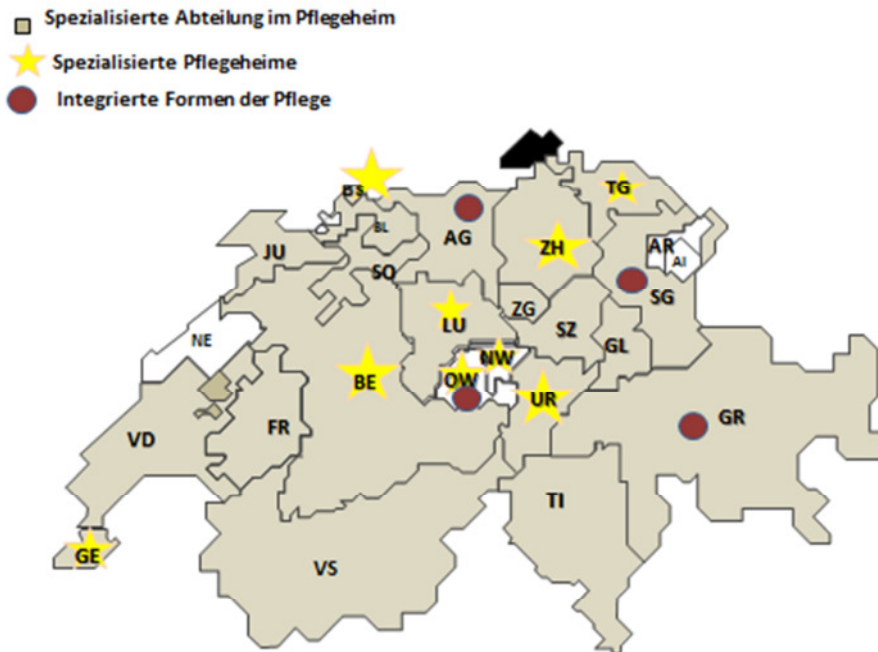 Spezialisierte Abteilung im Pflegeheim
Spezialisierte Pflegeheime
Integrierte Formen der Pflege
BS
TG
BL
AG
ZH
AR
AI
JU
SO
SG
ZG
LU
SZ
NE
NW
GL
BE
OW
UR
GR
FR
VD
TI
GE
VS